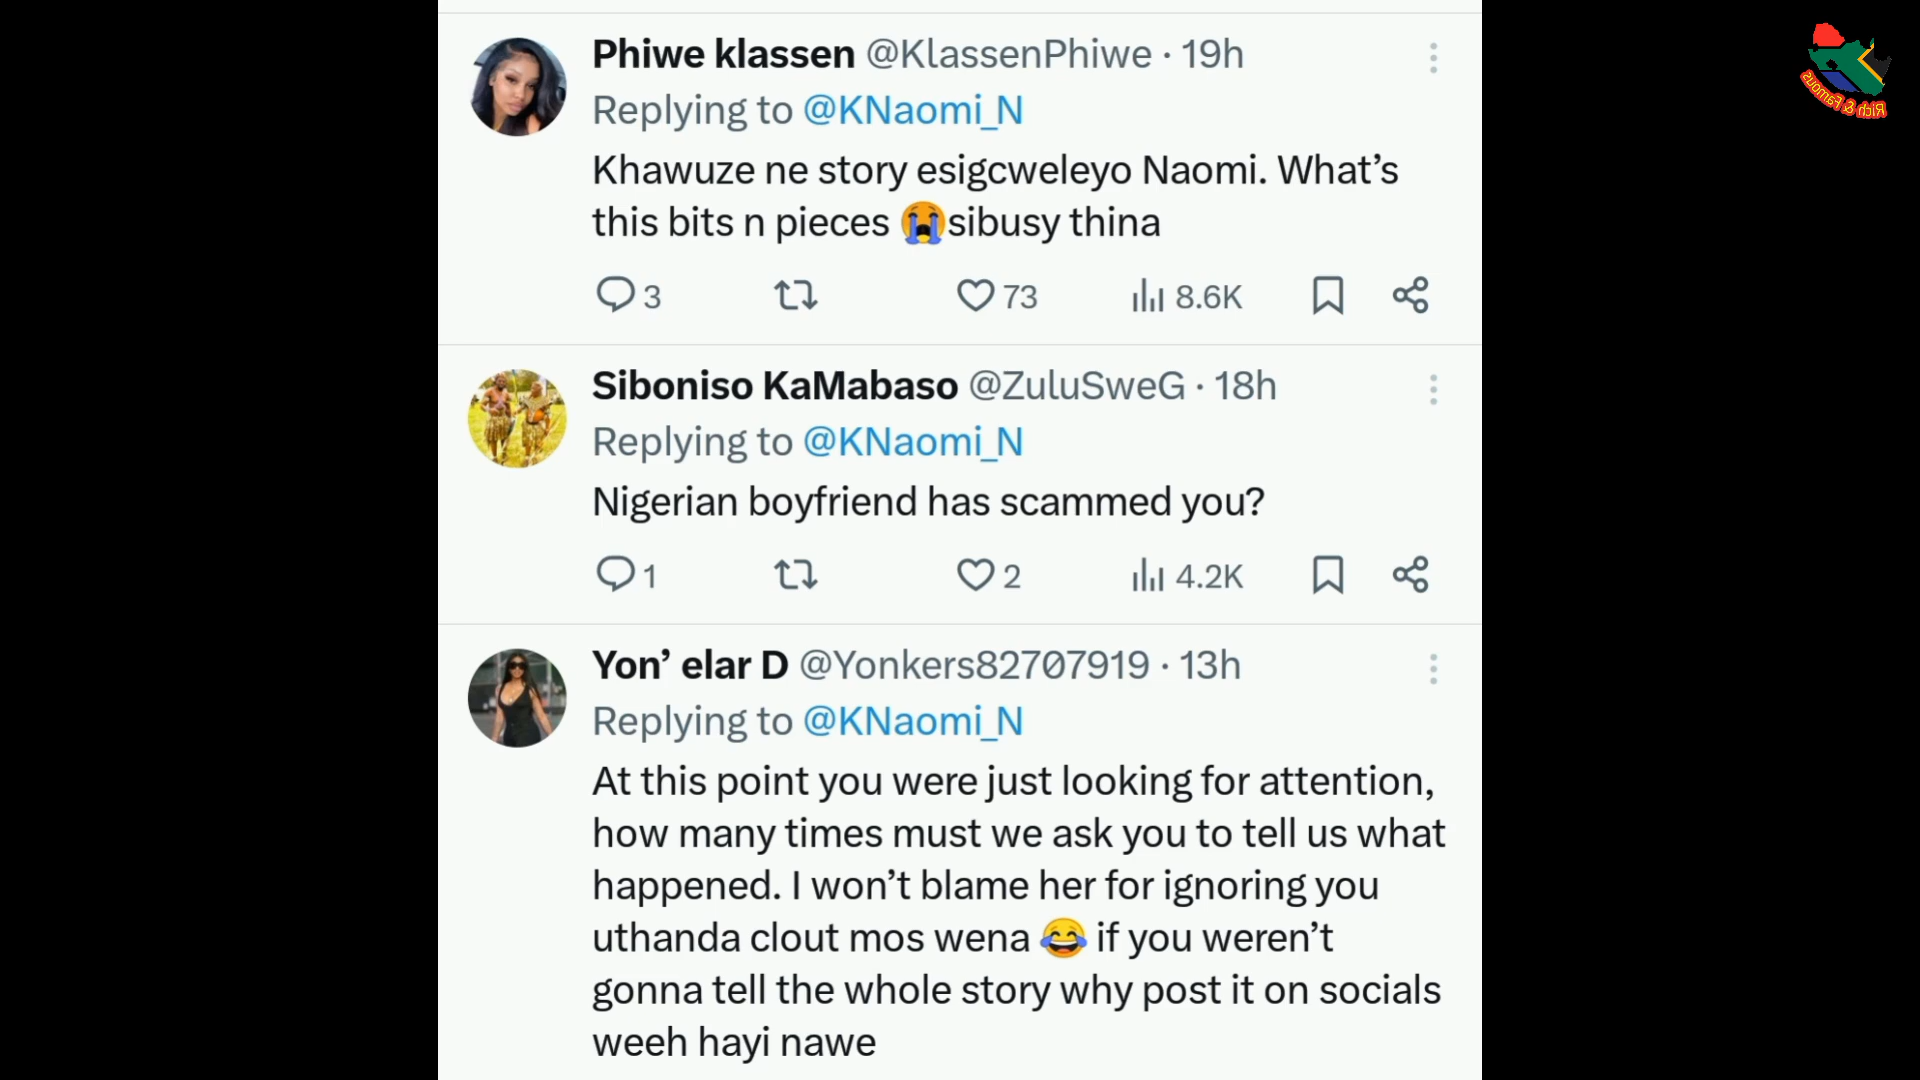 Phiwe klassen @KlassenPhiwe · 19h
Replying to @KNaomi_N
Khawuze ne story esigcweleyo Naomi. What's
this bits n pieces 😭sibusy thina
3 73 8.6K
Siboniso KaMabaso @ZuluSweG · 18h
Replying to @KNaomi_N
Nigerian boyfriend has scammed you?
1 2 4.2K
Yon' elar D @Yonkers82707919 · 13h
Replying to @KNaomi_N
At this point you were just looking for attention,
how many times must we ask you to tell us what
happened. I won't blame her for ignoring you
uthanda clout mos wena 😂 if you weren't
gonna tell the whole story why post it on socials
weeh hayi nawe
Rich & Famous